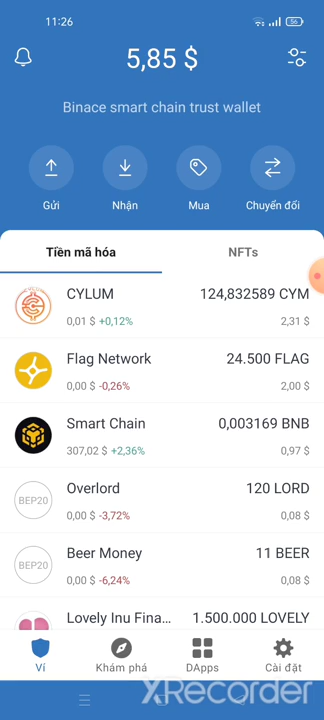 11:26
56
5,85 $
Binace smart chain trust wallet
Gửi
Nhận
Mua
Chuyển đổi
Tiền mã hóa
NFTs
CYLUM
124,832589 CYM
0,01 $ +0,12%
2,31 $
Flag Network
24.500 FLAG
0,00 $ -0,26%
2,00 $
Smart Chain
0,003169 BNB
307,02 $ +2,36%
0,97 $
BEP20
Overlord
120 LORD
0,00 $ -3,72%
0,08 $
BEP20
Beer Money
11 BEER
0,00 $ -6,24%
0,08 $
Lovely Inu Fina...
1.500.000 LOVELY
Ví
Khám phá
DApps
Cài đặt
XRecorder